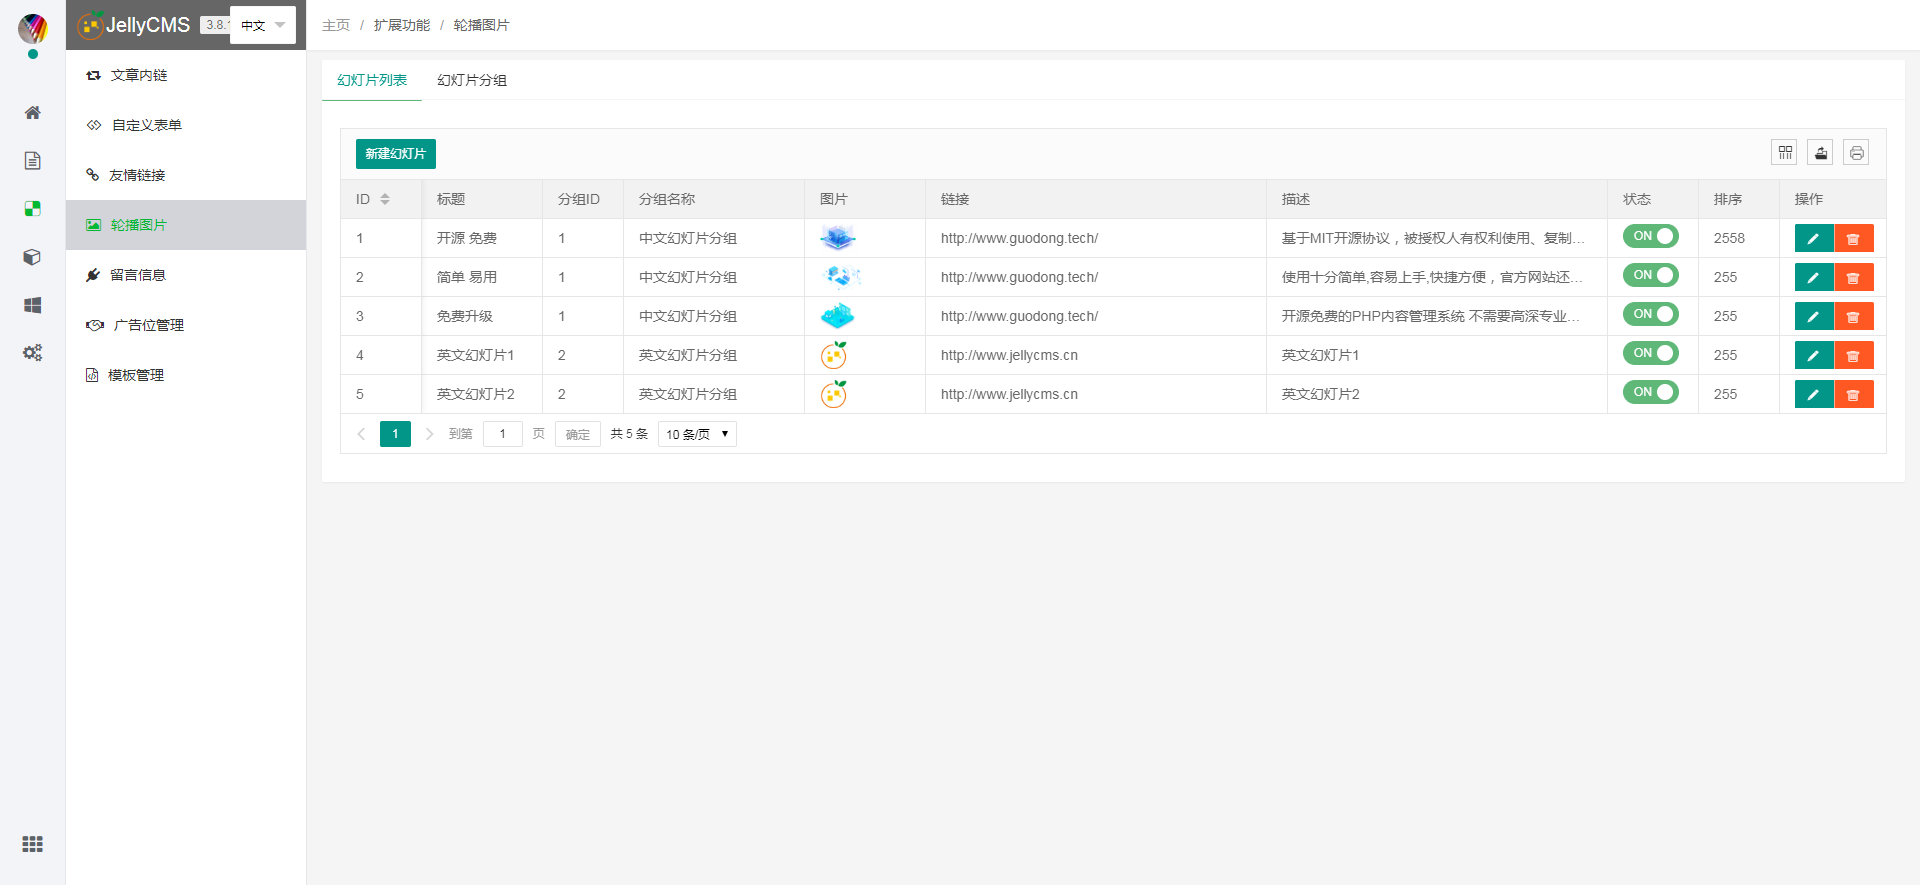 JellyCMS 3.8. 中文
主页 / 扩展功能 / 轮播图片
文章内链
自定义表单
友情链接
轮播图片
留言信息
广告位管理
模板管理
幻灯片列表 幻灯片分组
新建幻灯片
ID 标题 分组ID 分组名称 图片 链接 描述 状态 排序 操作
1 开源 免费 1 中文幻灯片分组 http://www.guodong.tech/ 基于MIT开源协议，被授权人有权利使用、复制... ON 2558
2 简单 易用 1 中文幻灯片分组 http://www.guodong.tech/ 使用十分简单,容易上手,快捷方便，官方网站还... ON 255
3 免费升级 1 中文幻灯片分组 http://www.guodong.tech/ 开源免费的PHP内容管理系统 不需要高深专业... ON 255
4 英文幻灯片1 2 英文幻灯片分组 http://www.jellycms.cn 英文幻灯片1 ON 255
5 英文幻灯片2 2 英文幻灯片分组 http://www.jellycms.cn 英文幻灯片2 ON 255
1 到第 1 页 确定 共 5 条 10 条/页